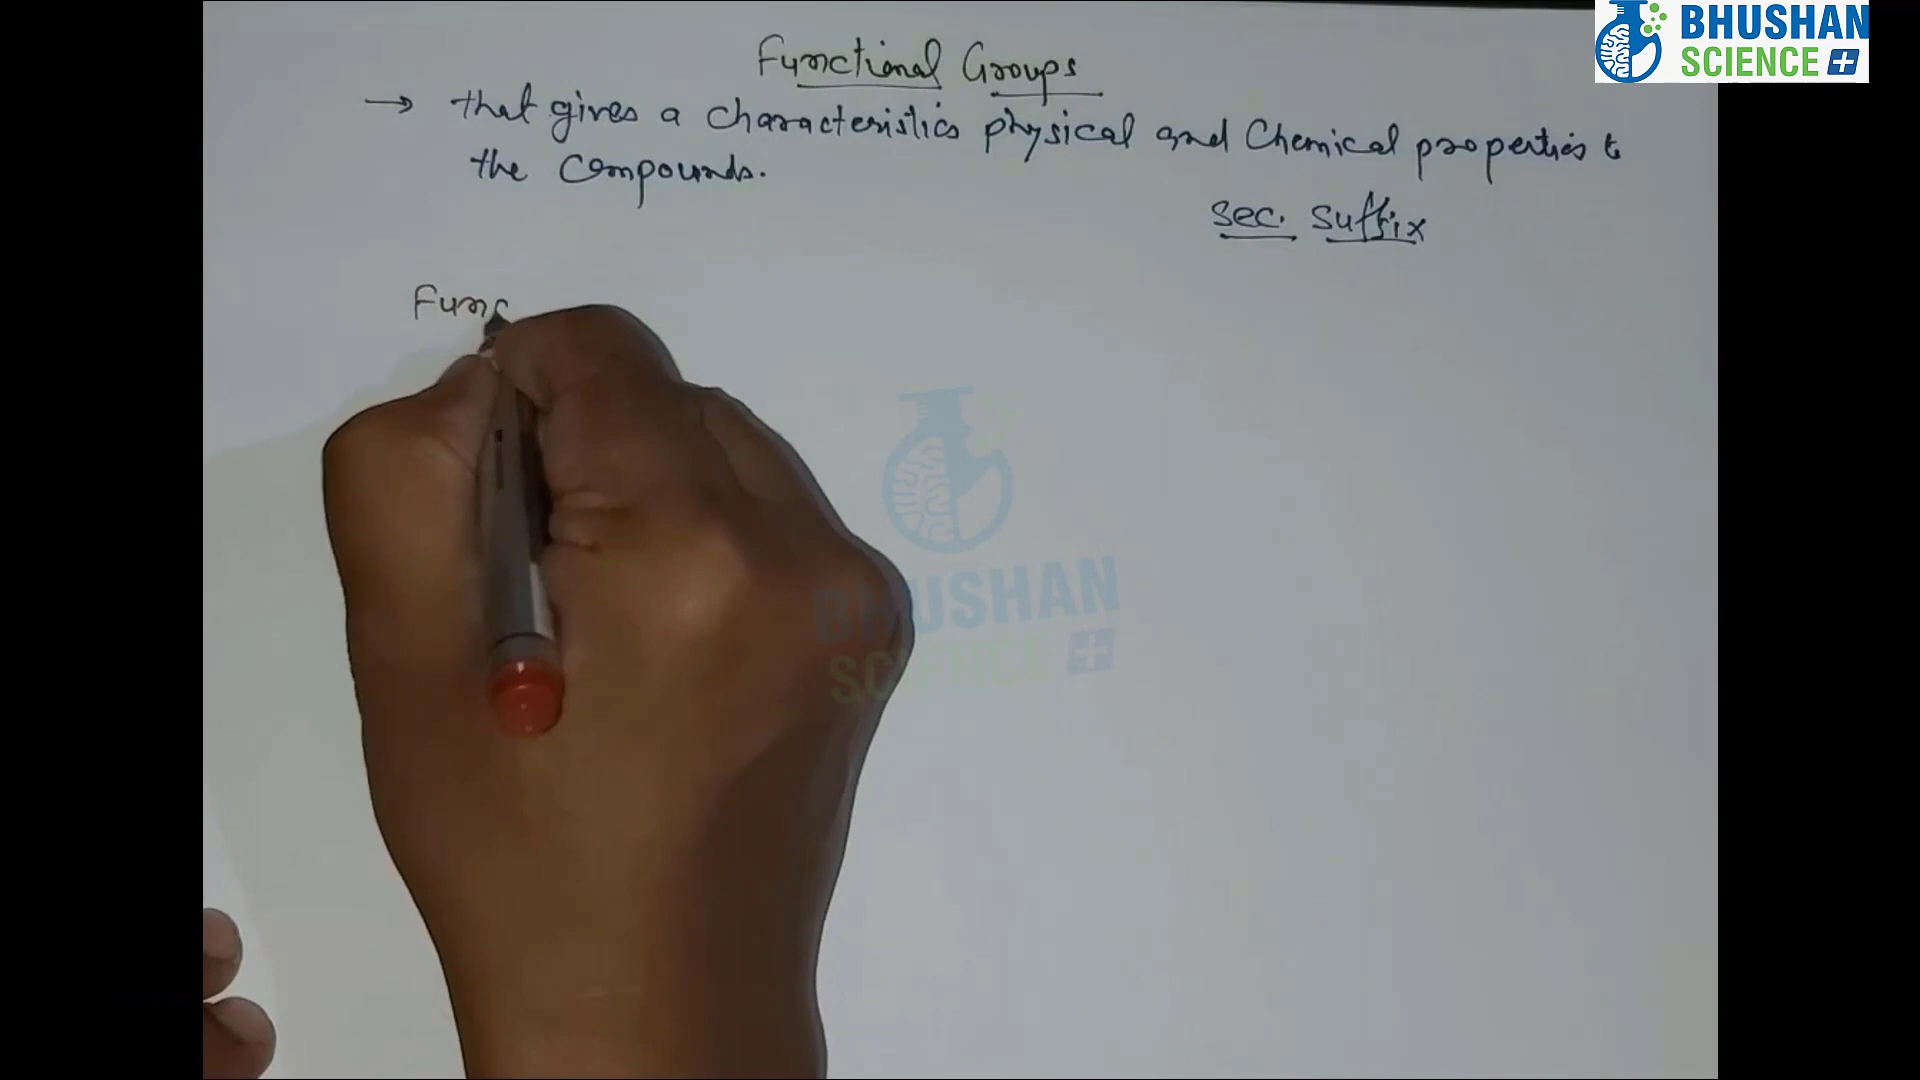 BHUSHAN
SCIENCE +
Functional Groups
→ that gives a characteristics physical and chemical properties to
the compounds.
sec. suffix
Func
BHUSHAN
SCIENCE +